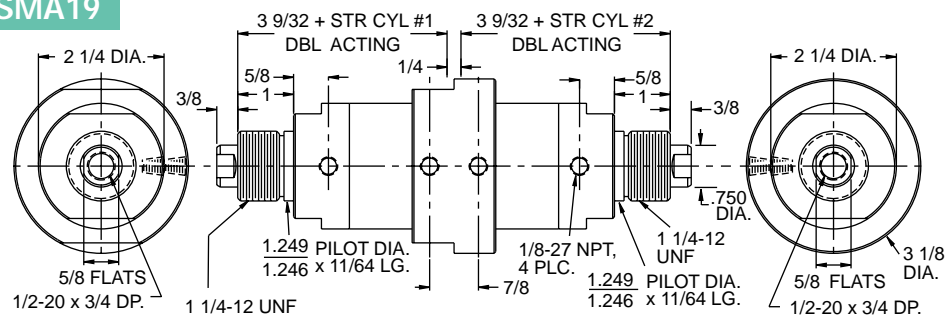 SMA19
3 9/32 + STR CYL #1
DBL ACTING
3 9/32 + STR CYL #2
DBL ACTING
2 1/4 DIA.
5/8
1/4
5/8
2 1/4 DIA.
3/8
1
1
3/8
.750
DIA.
1.249
1.246
PILOT DIA.
x 11/64 LG.
1/8-27 NPT,
4 PLC.
1 1/4-12
UNF
3 1/8
DIA.
5/8 FLATS
1/2-20 x 3/4 DP.
1 1/4-12 UNF
7/8
1.249
1.246
PILOT DIA.
x 11/64 LG.
5/8 FLATS
1/2-20 x 3/4 DP.